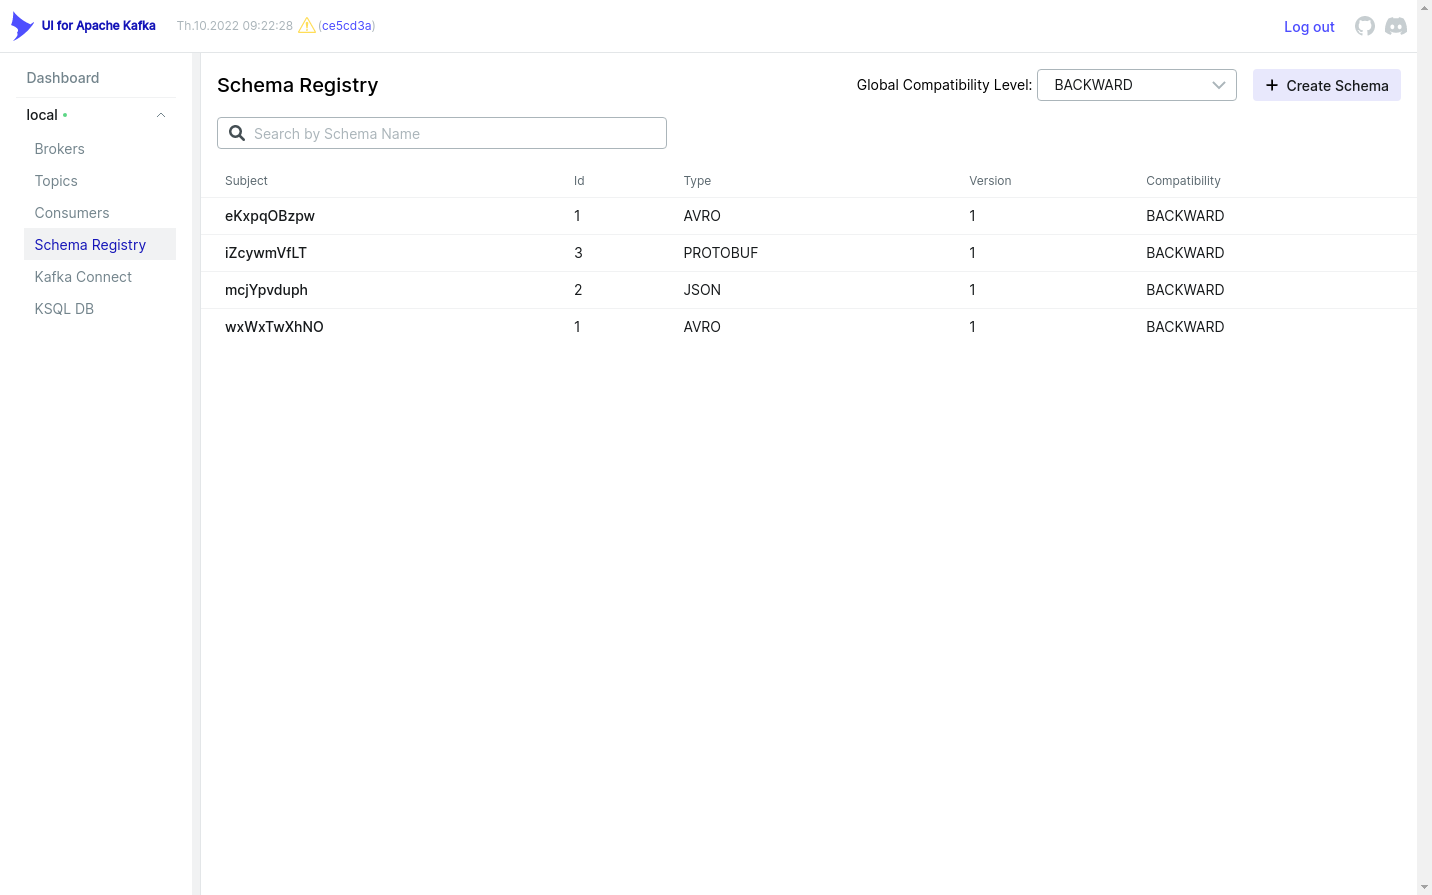 UI for Apache Kafka Th.10.2022 09:22:28 (ce5cd3a) Log out
Dashboard
local
Brokers
Topics
Consumers
Schema Registry
Kafka Connect
KSQL DB
Schema Registry Global Compatibility Level: BACKWARD Create Schema
Search by Schema Name
Subject Id Type Version Compatibility
eKxpqOBzpw 1 AVRO 1 BACKWARD
iZcywmVfLT 3 PROTOBUF 1 BACKWARD
mcjYpvduph 2 JSON 1 BACKWARD
wxWxTwXhNO 1 AVRO 1 BACKWARD